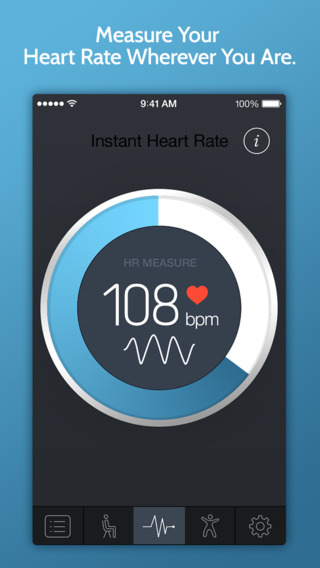 Measure Your
Heart Rate Wherever You Are.
9:41 AM 100%
Instant Heart Rate i
HR MEASURE
108
bpm